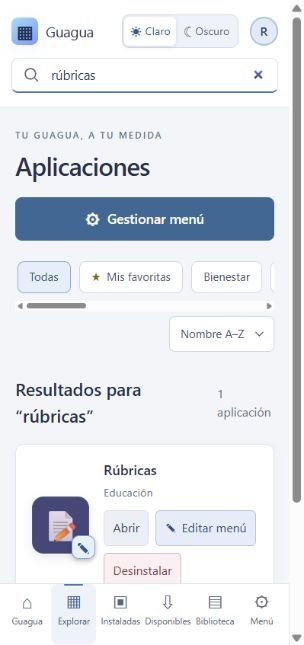 Guagua
Claro
Oscuro
R
rúbricas
TU GUAGUA, A TU MEDIDA
Aplicaciones
Gestionar menú
Todas
Mis favoritas
Bienestar
Nombre A–Z
Resultados para
“rúbricas”
1
aplicación
Rúbricas
Educación
Abrir
Editar menú
Desinstalar
Guagua
Explorar
Instaladas
Disponibles
Biblioteca
Menú